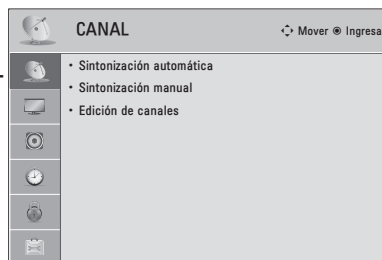 CANAL
Mover Ingresa
• Sintonización automática
• Sintonización manual
• Edición de canales